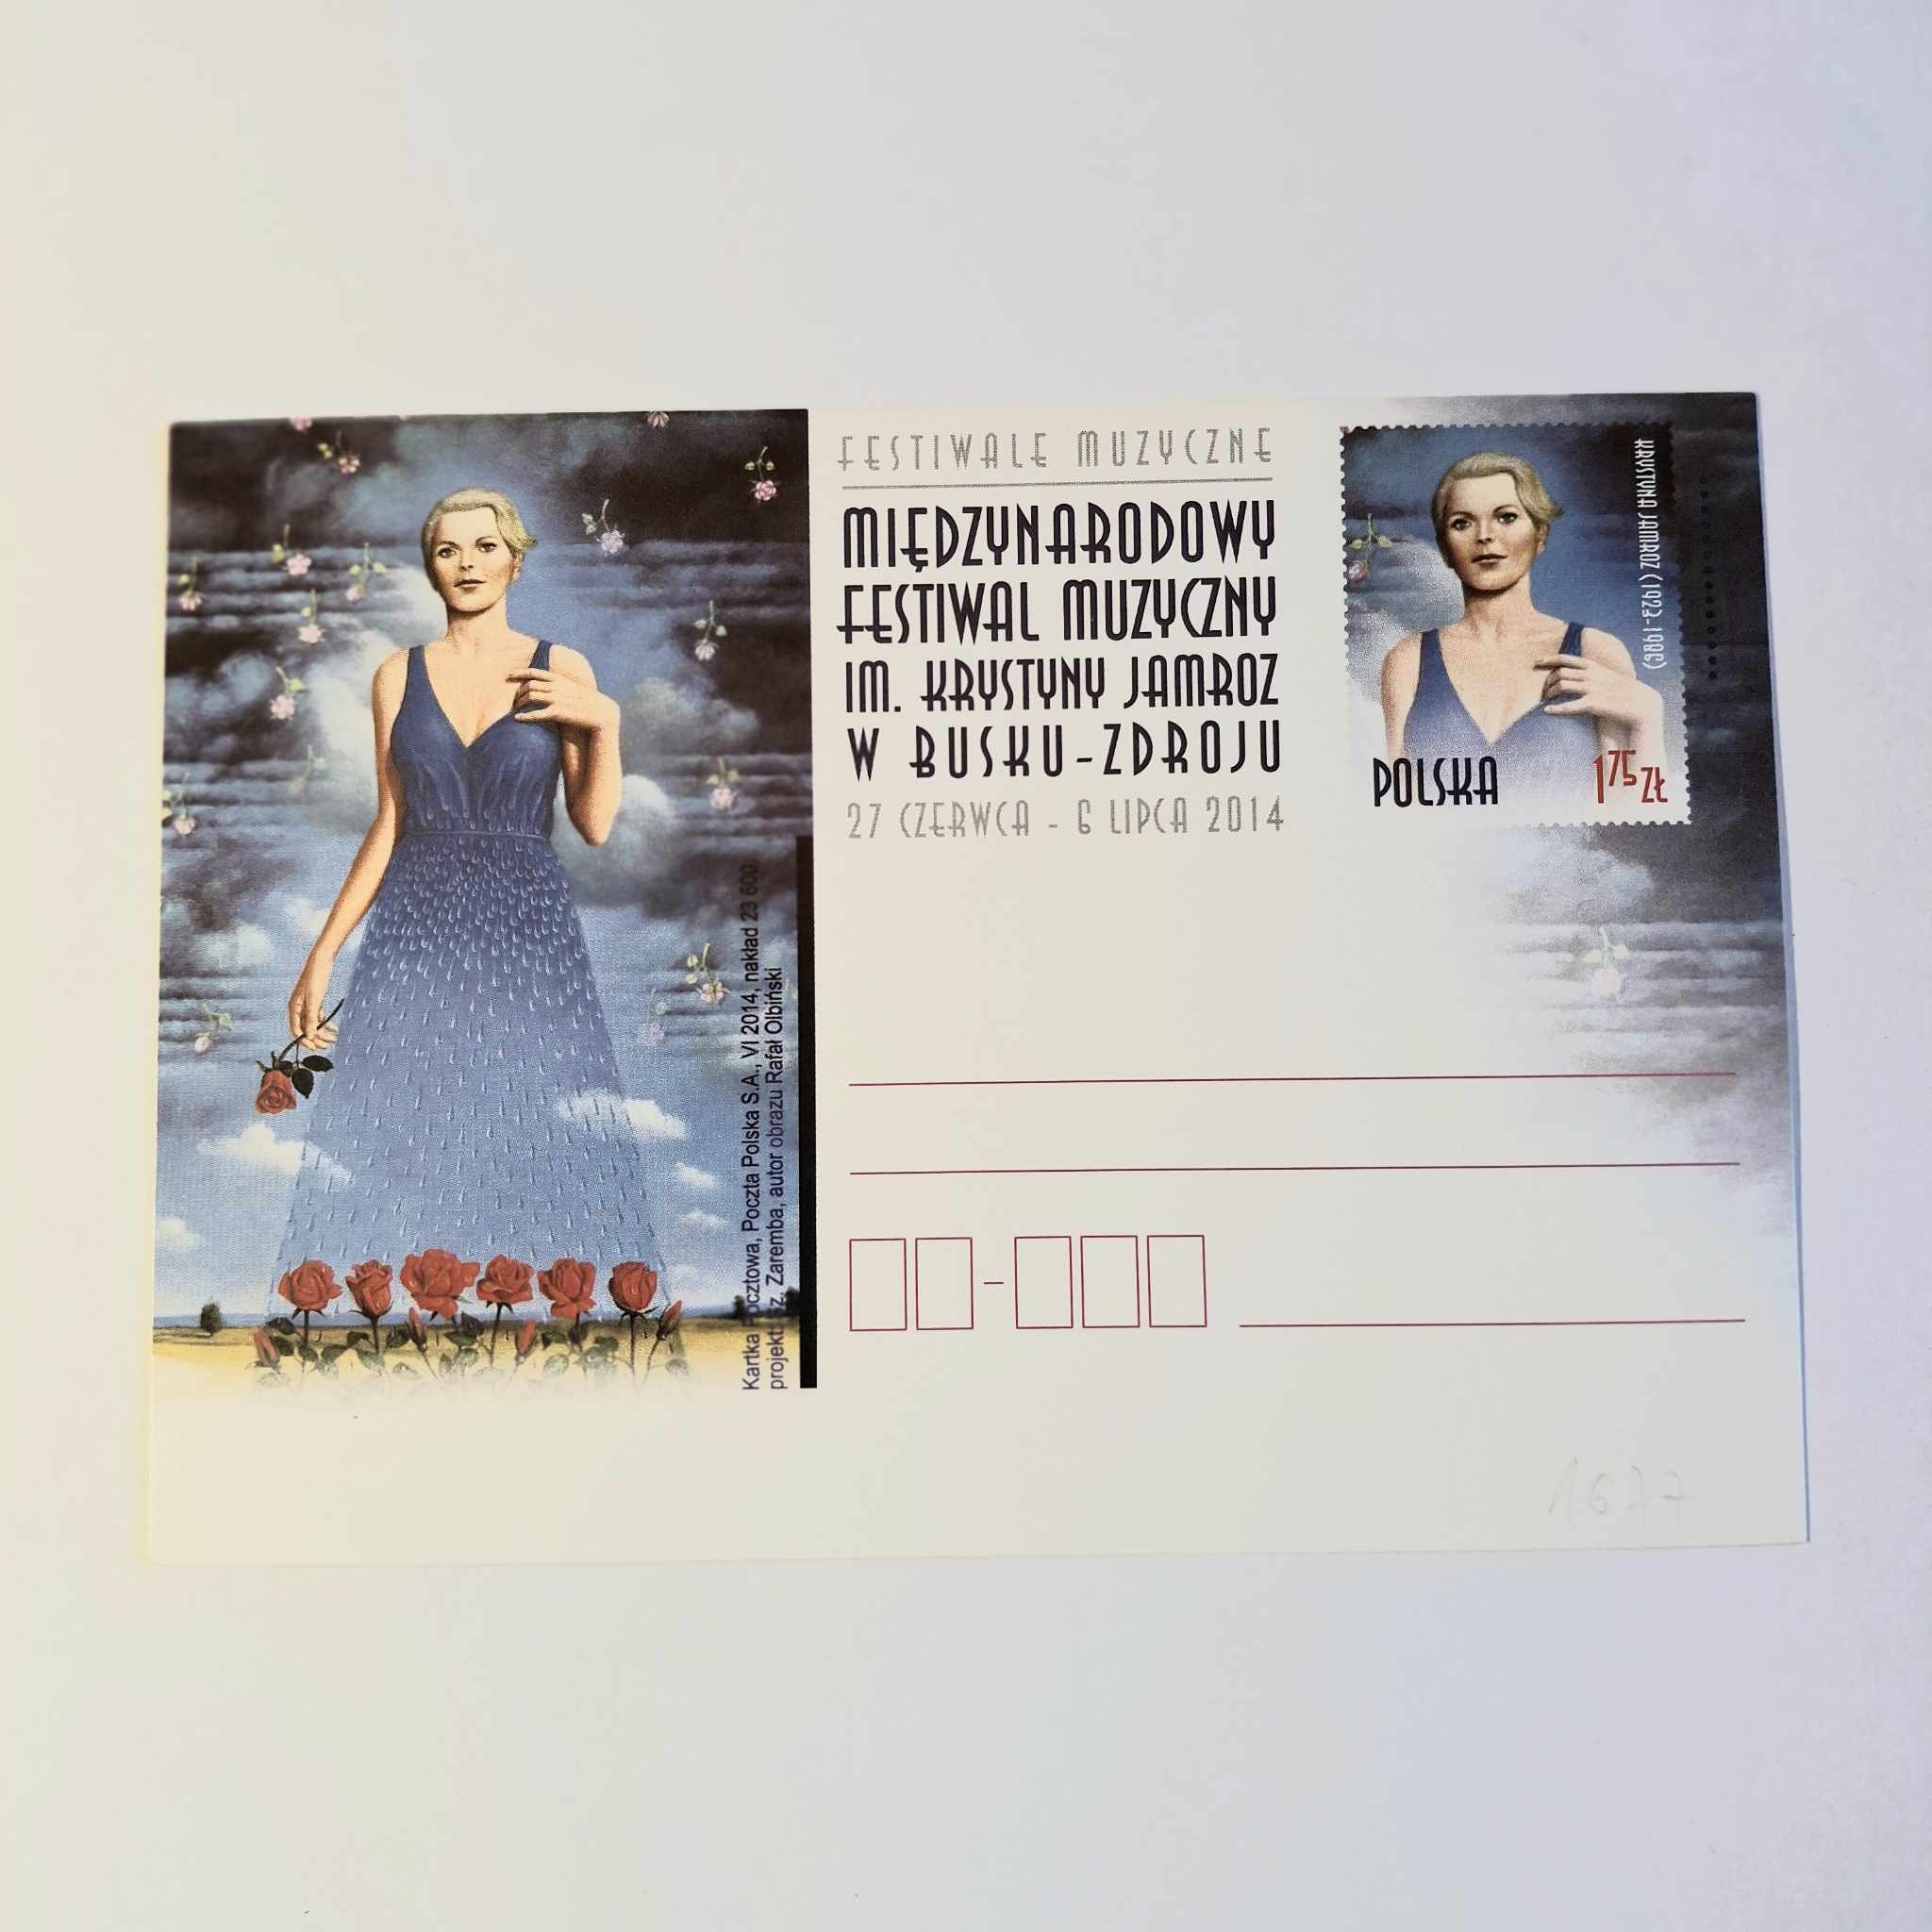 FESTIWALE MUZYCZNE
MIĘDZYNARODOWY
FESTIWAL MUZYCZNY
IM. KRYSTYNY JAMROZ
W BUSKU-ZDROJU
27 CZERWCA - 6 LIPCA 2014
KRYSTYNA JAMROZ (1923-1986)
POLSKA
1 75 ZŁ
Kartka Pocztowa, Poczta Polska S.A., VI 2014, nakład 23 600,
projekt: Sz. Zaremba, autor obrazu Rafał Olbiński
1677